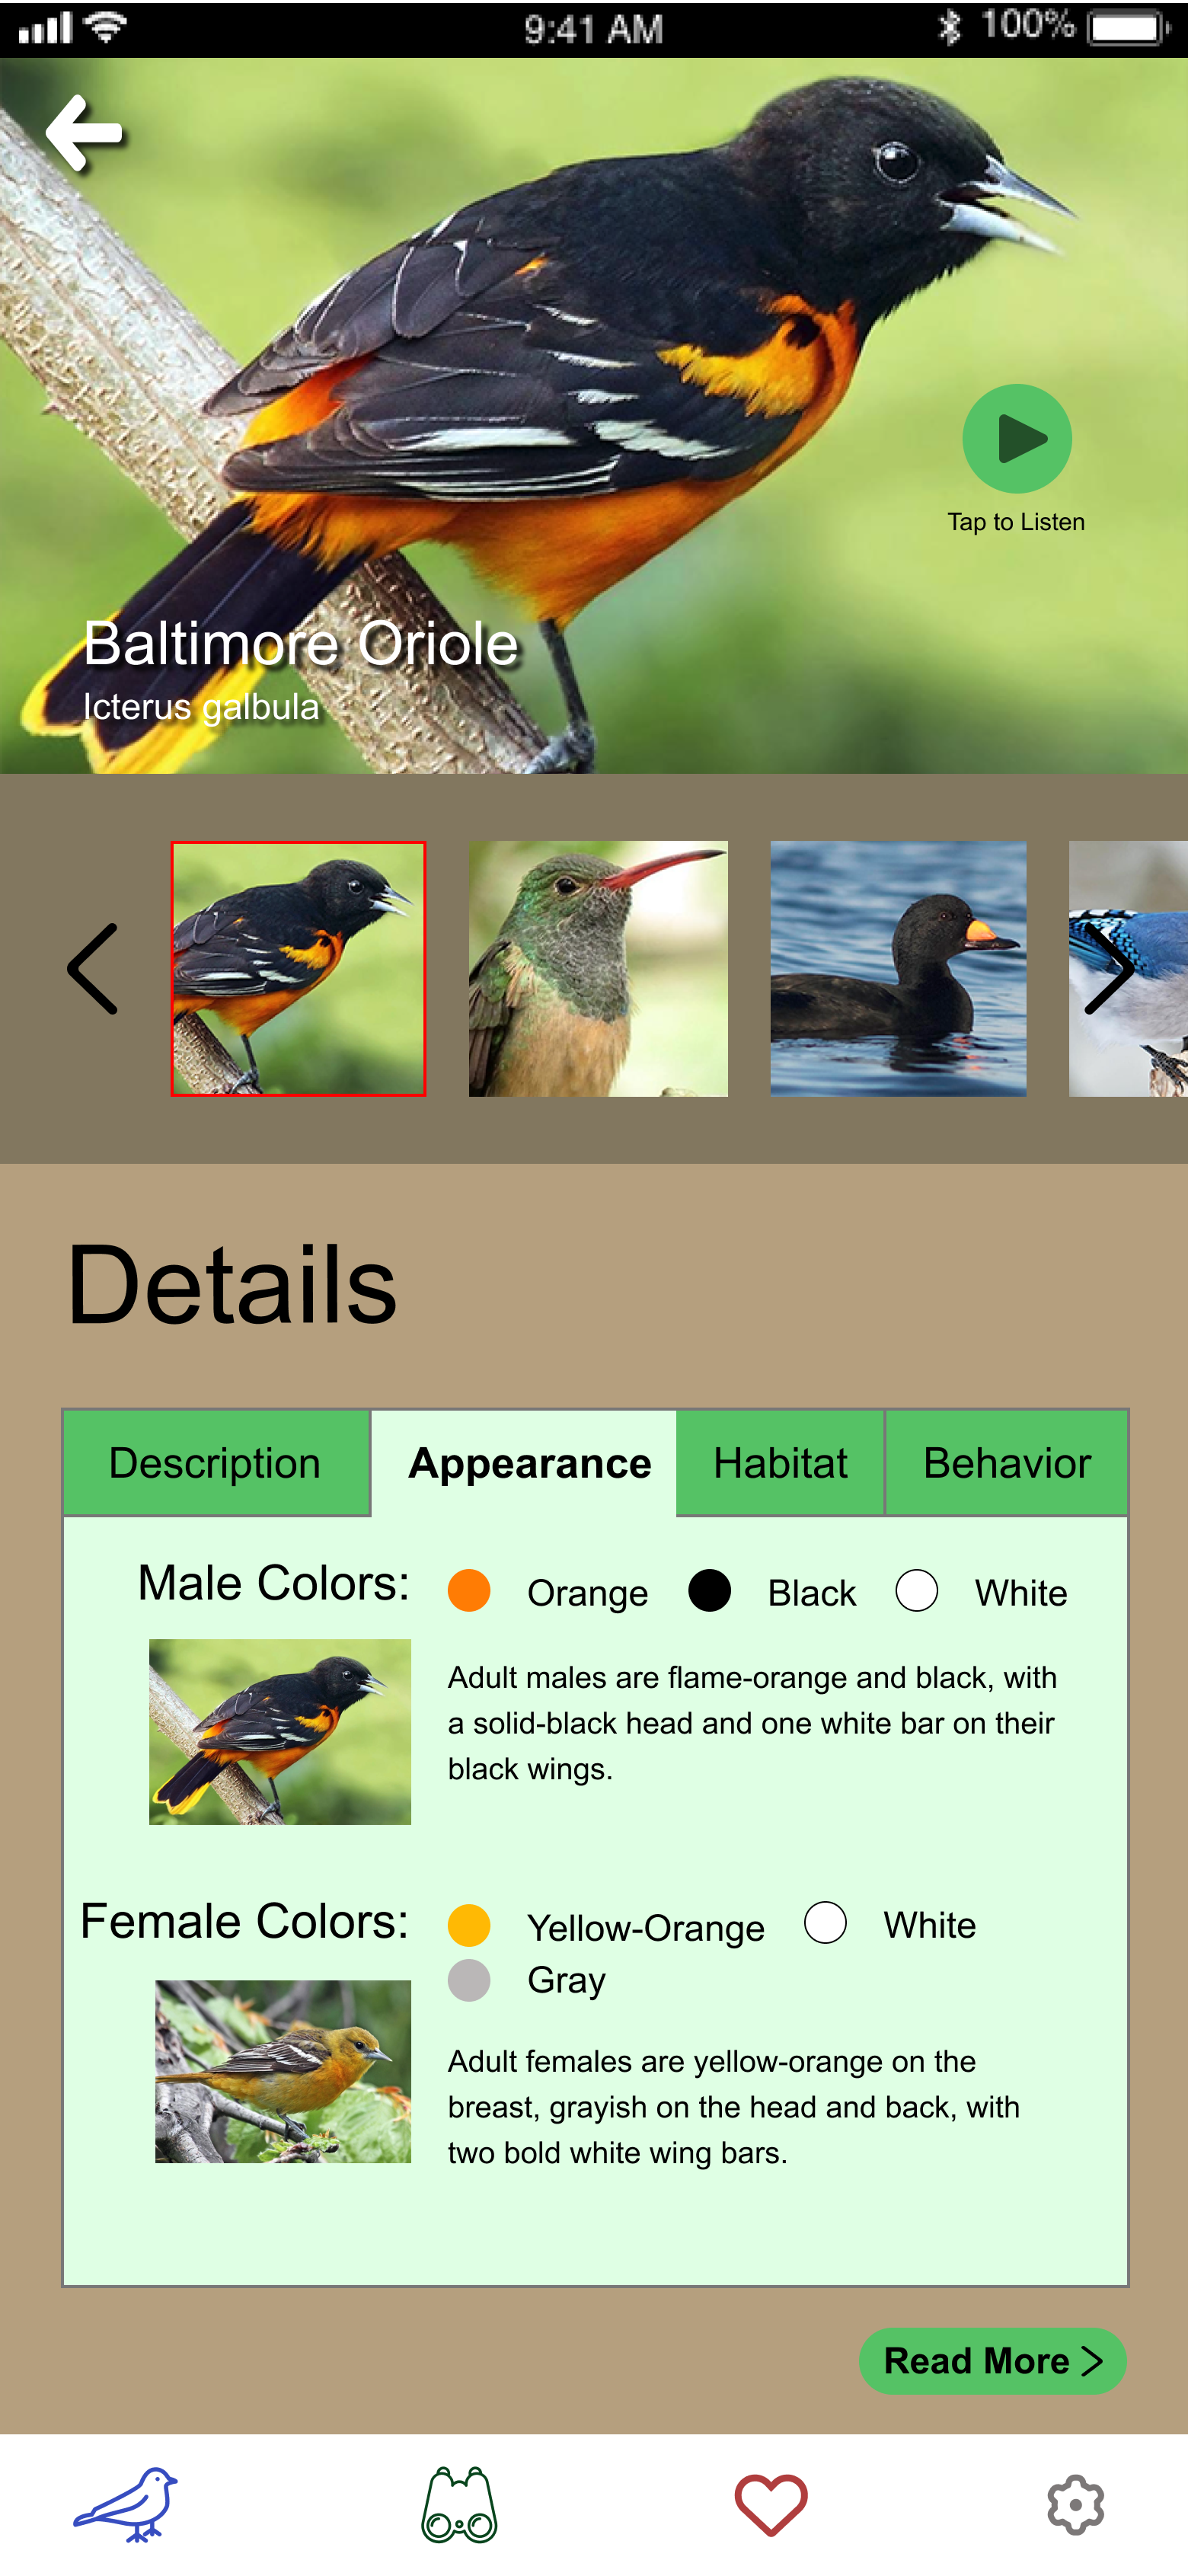 9:41 AM
100%
Tap to Listen
Baltimore Oriole
Icterus galbula
Details
Description
Appearance
Habitat
Behavior
Male Colors:
Orange
Black
White
Adult males are flame-orange and black, with
a solid-black head and one white bar on their
black wings.
Female Colors:
Yellow-Orange
White
Gray
Adult females are yellow-orange on the
breast, grayish on the head and back, with
two bold white wing bars.
Read More